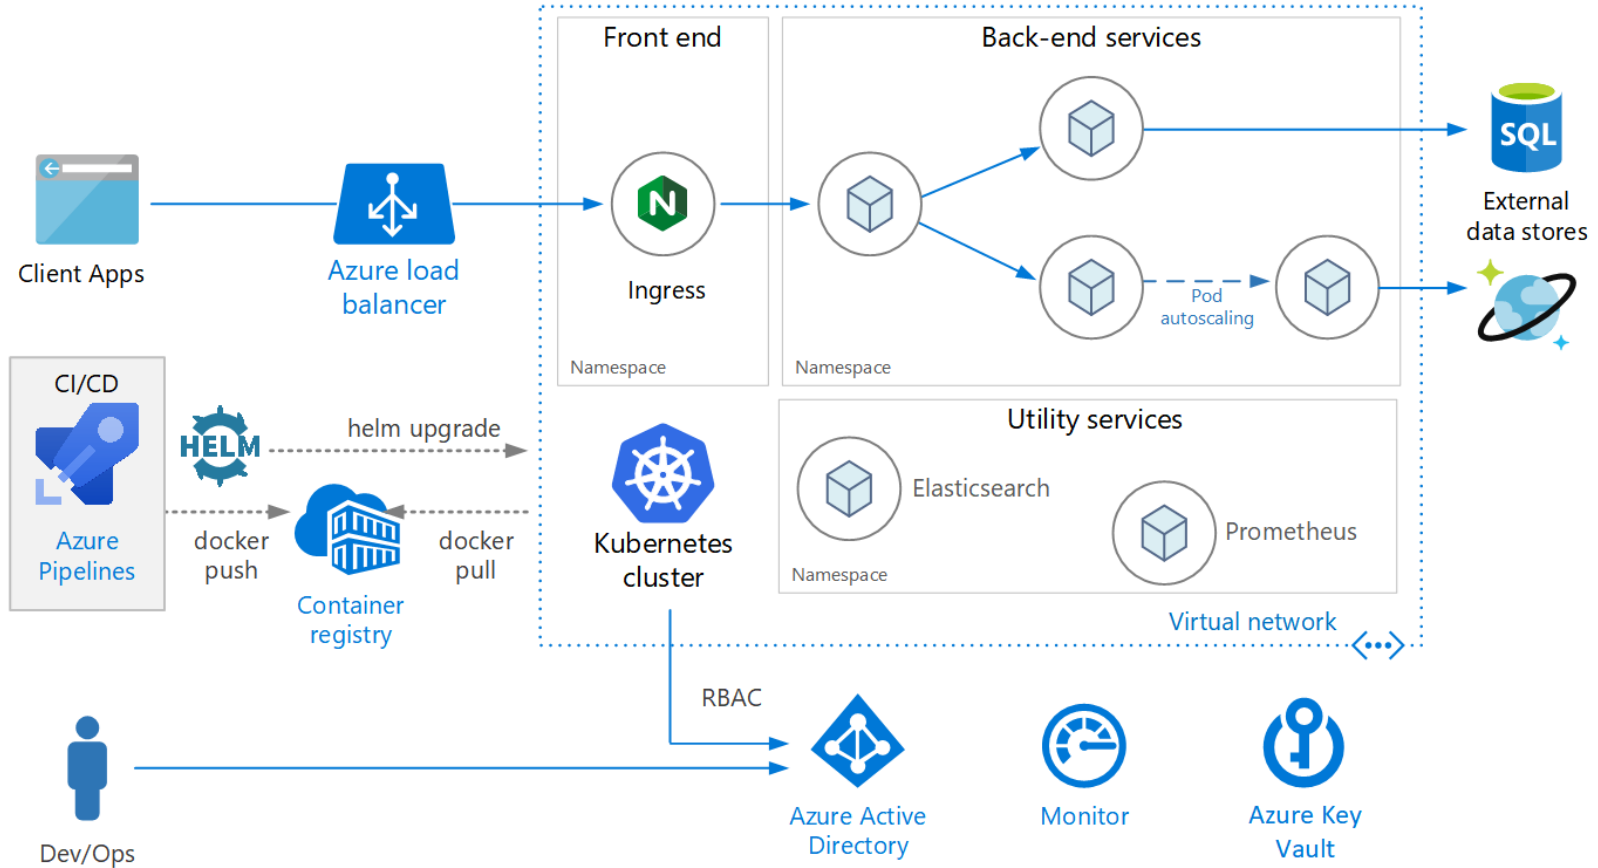 Front end
Back-end services
SQL
External
data stores
Client Apps
Azure load
balancer
N
Ingress
Pod
autoscaling
Namespace
Namespace
CI/CD
HELM
helm upgrade
Azure
Pipelines
docker
push
docker
pull
Container
registry
Kubernetes
cluster
Utility services
Elasticsearch
Prometheus
Namespace
Virtual network
RBAC
Dev/Ops
Azure Active
Directory
Monitor
Azure Key
Vault